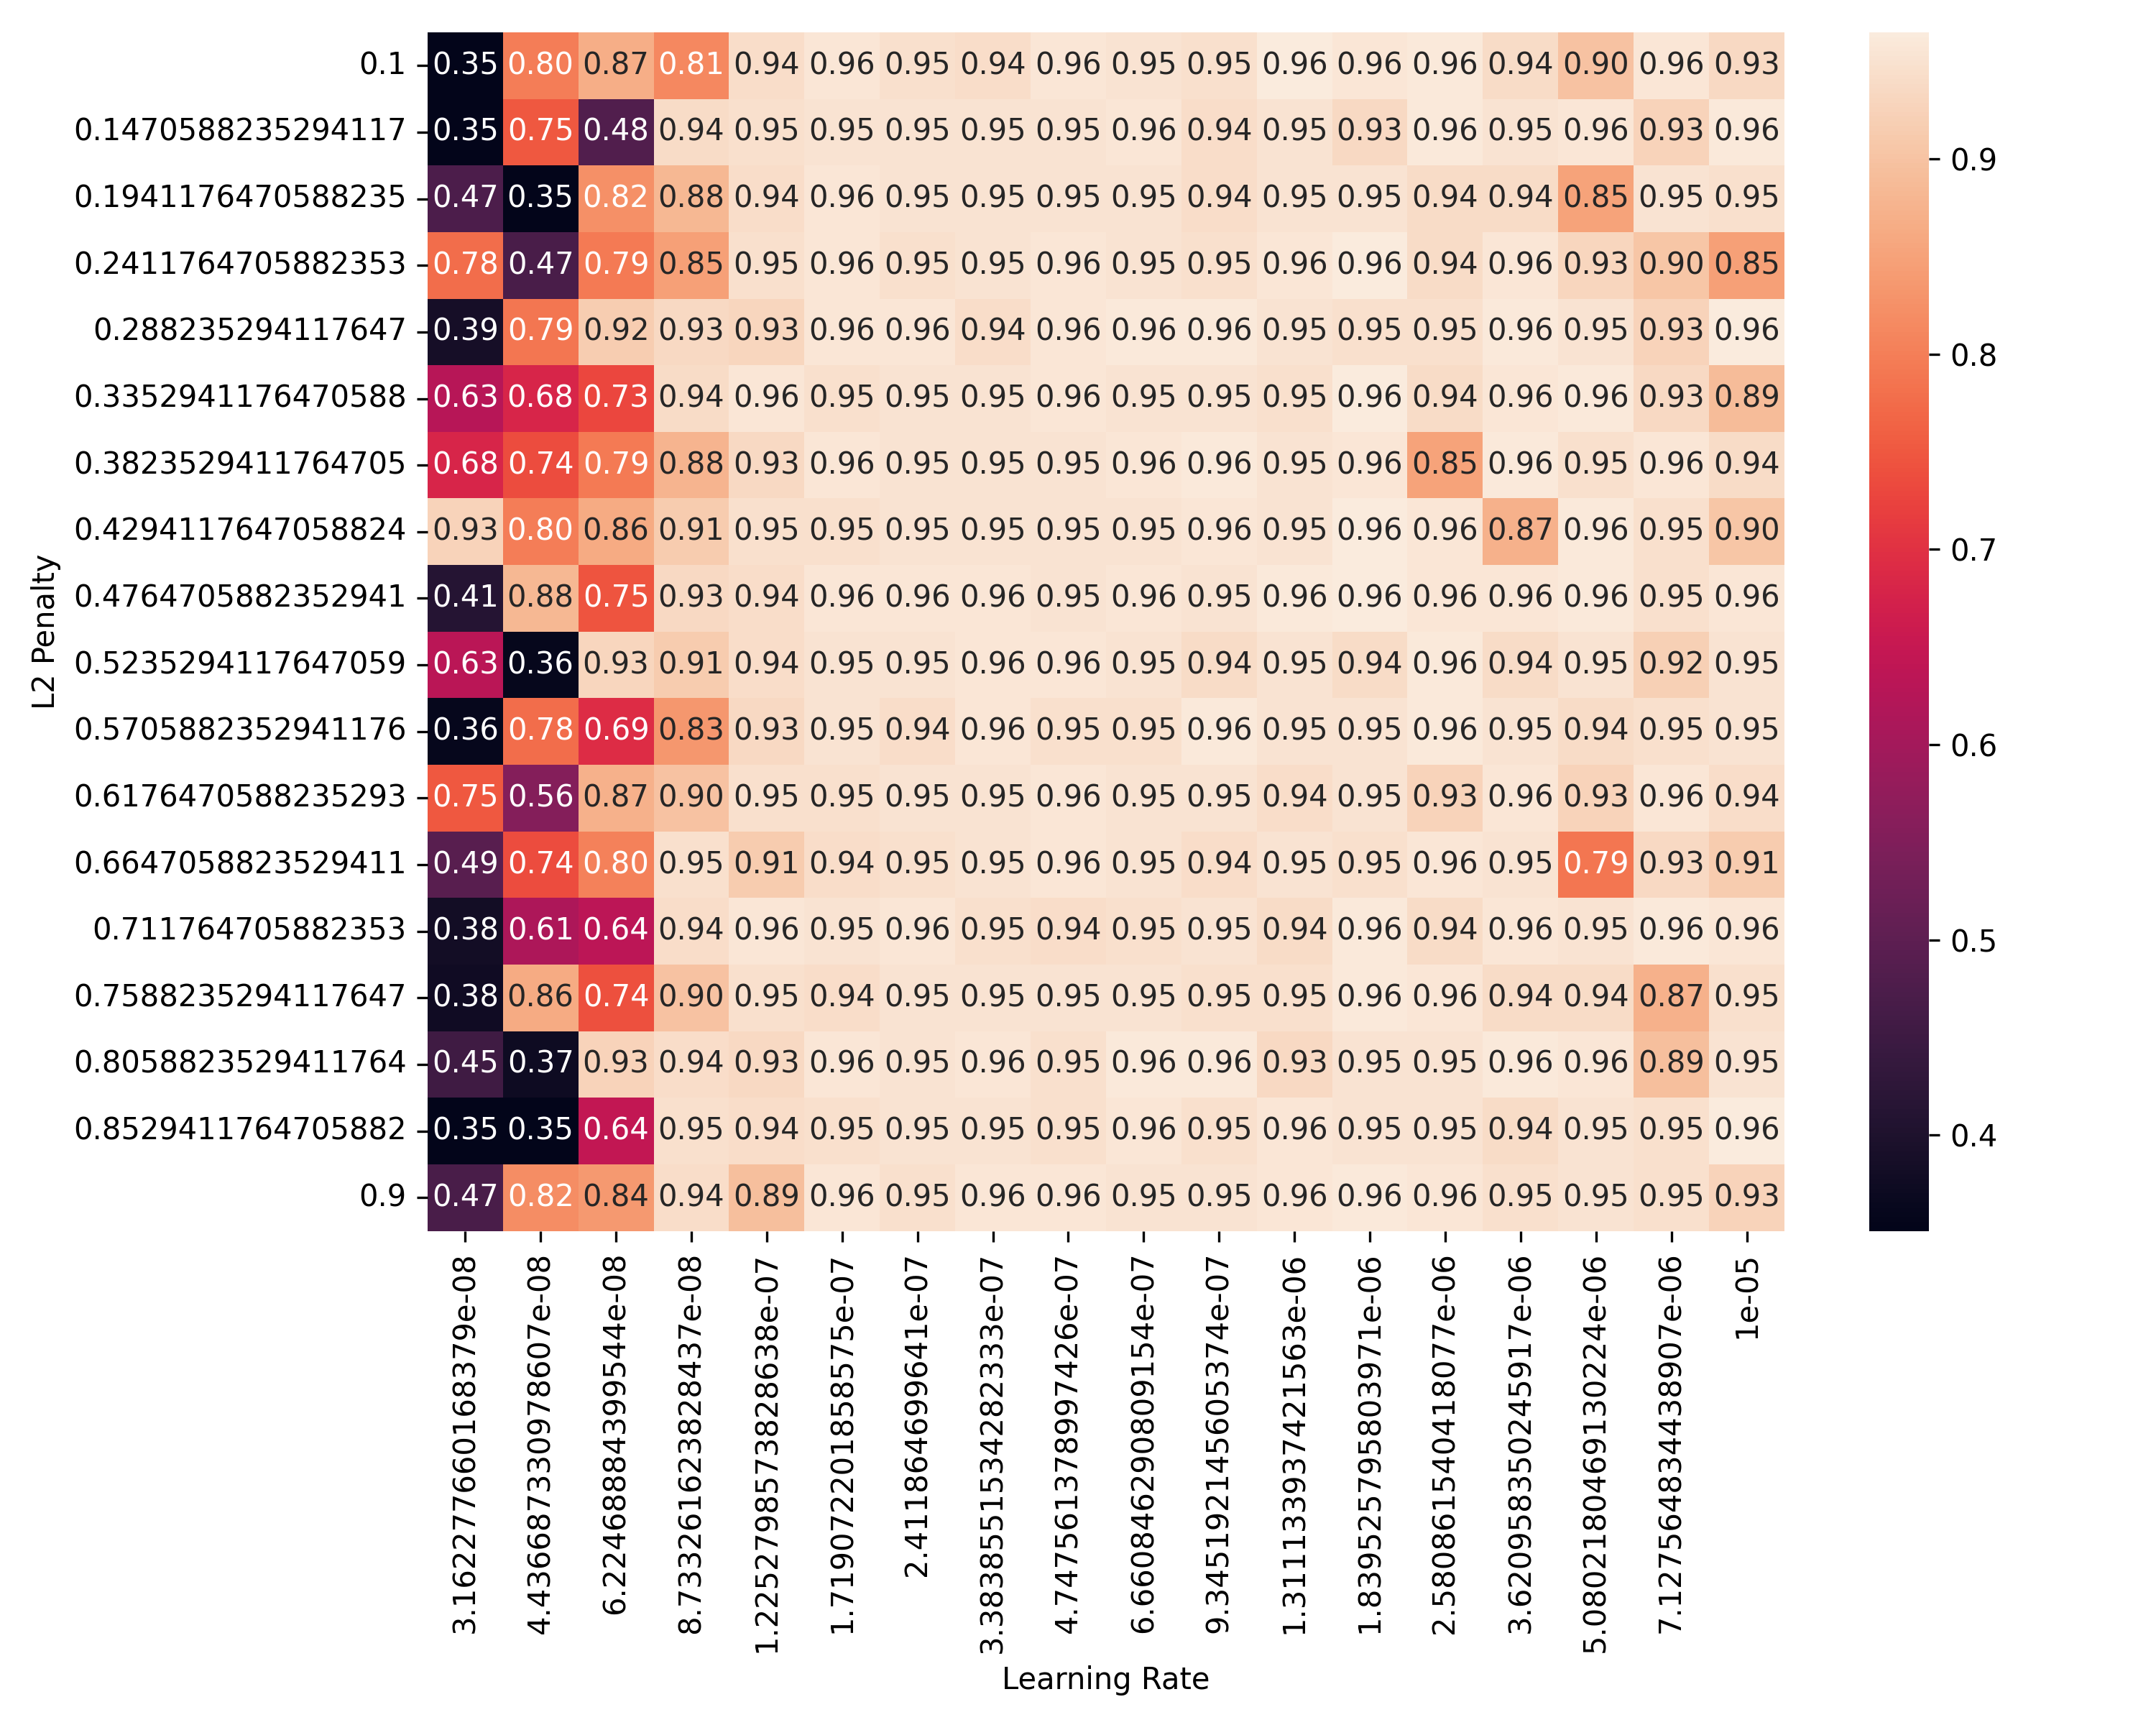 0.1 0.35 0.80 0.87 0.81 0.94 0.96 0.95 0.94 0.96 0.95 0.95 0.96 0.96 0.96 0.94 0.90 0.96 0.93
0.1470588235294117 0.35 0.75 0.48 0.94 0.95 0.95 0.95 0.95 0.95 0.96 0.94 0.95 0.93 0.96 0.95 0.96 0.93 0.96
0.1941176470588235 0.47 0.35 0.82 0.88 0.94 0.96 0.95 0.95 0.95 0.95 0.94 0.95 0.95 0.94 0.94 0.85 0.95 0.95
0.2411764705882353 0.78 0.47 0.79 0.85 0.95 0.96 0.95 0.95 0.96 0.95 0.95 0.96 0.96 0.94 0.96 0.93 0.90 0.85
0.288235294117647 0.39 0.79 0.92 0.93 0.93 0.96 0.96 0.94 0.96 0.96 0.96 0.95 0.95 0.95 0.96 0.95 0.93 0.96
0.3352941176470588 0.63 0.68 0.73 0.94 0.96 0.95 0.95 0.95 0.96 0.95 0.95 0.95 0.96 0.94 0.96 0.96 0.93 0.89
0.3823529411764705 0.68 0.74 0.79 0.88 0.93 0.96 0.95 0.95 0.95 0.96 0.96 0.95 0.96 0.85 0.96 0.95 0.96 0.94
0.4294117647058824 0.93 0.80 0.86 0.91 0.95 0.95 0.95 0.95 0.95 0.95 0.96 0.95 0.96 0.96 0.87 0.96 0.95 0.90
0.4764705882352941 0.41 0.88 0.75 0.93 0.94 0.96 0.96 0.96 0.95 0.96 0.95 0.96 0.96 0.96 0.96 0.96 0.95 0.96
0.5235294117647059 0.63 0.36 0.93 0.91 0.94 0.95 0.95 0.96 0.96 0.95 0.94 0.95 0.94 0.96 0.94 0.95 0.92 0.95
0.5705882352941176 0.36 0.78 0.69 0.83 0.93 0.95 0.94 0.96 0.95 0.95 0.96 0.95 0.95 0.96 0.95 0.94 0.95 0.95
0.6176470588235293 0.75 0.56 0.87 0.90 0.95 0.95 0.95 0.95 0.96 0.95 0.95 0.94 0.95 0.93 0.96 0.93 0.96 0.94
0.6647058823529411 0.49 0.74 0.80 0.95 0.91 0.94 0.95 0.95 0.96 0.95 0.94 0.95 0.95 0.96 0.95 0.79 0.93 0.91
0.711764705882353 0.38 0.61 0.64 0.94 0.96 0.95 0.96 0.95 0.94 0.95 0.95 0.94 0.96 0.94 0.96 0.95 0.96 0.96
0.7588235294117647 0.38 0.86 0.74 0.90 0.95 0.94 0.95 0.95 0.95 0.95 0.95 0.95 0.96 0.96 0.94 0.94 0.87 0.95
0.8058823529411764 0.45 0.37 0.93 0.94 0.93 0.96 0.95 0.96 0.95 0.96 0.96 0.93 0.95 0.95 0.96 0.96 0.89 0.95
0.8529411764705882 0.35 0.35 0.64 0.95 0.94 0.95 0.95 0.95 0.95 0.96 0.95 0.96 0.95 0.95 0.94 0.95 0.95 0.96
0.9 0.47 0.82 0.84 0.94 0.89 0.96 0.95 0.96 0.96 0.95 0.95 0.96 0.96 0.96 0.95 0.95 0.95 0.93
L2 Penalty
3.162277660168379e-08
4.436687330978607e-08
6.224688884399544e-08
8.733261623828437e-08
1.2252798573828638e-07
1.719072201858575e-07
2.411864699641e-07
3.3838551534282333e-07
4.747561378997426e-07
6.660846290809154e-07
9.345192145605374e-07
1.3111339374215563e-06
1.839525795803971e-06
2.580861540418077e-06
3.6209583502459917e-06
5.0802180469130224e-06
7.127564834438907e-06
1e-05
Learning Rate
0.9
0.8
0.7
0.6
0.5
0.4